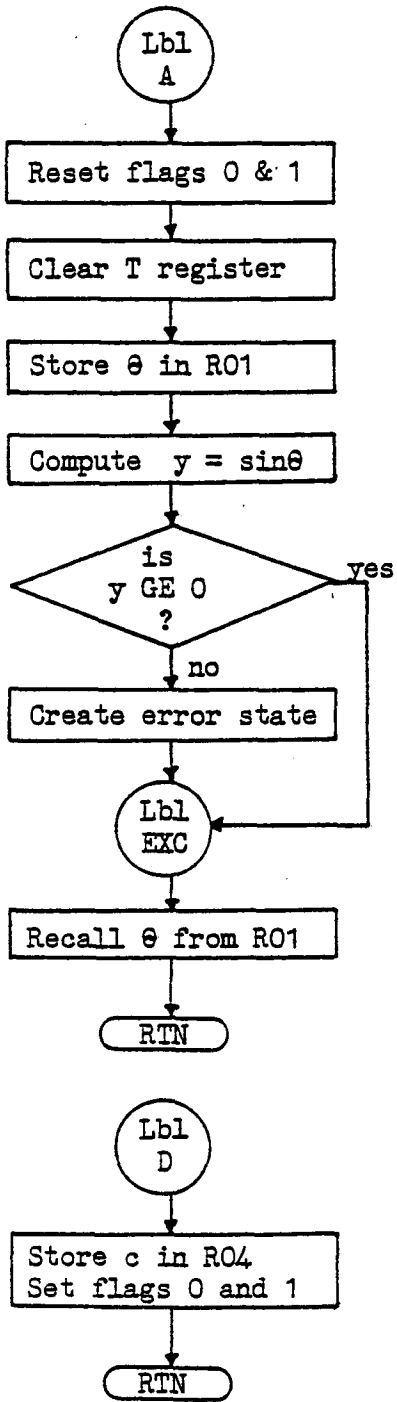 Lbl
A
Reset flags 0 & 1
Clear T register
Store θ in R01
Compute y = sinθ
is
y GE 0
?
yes
no
Create error state
Lbl
EXC
Recall θ from R01
RTN
Lbl
D
Store c in R04
Set flags 0 and 1
RTN